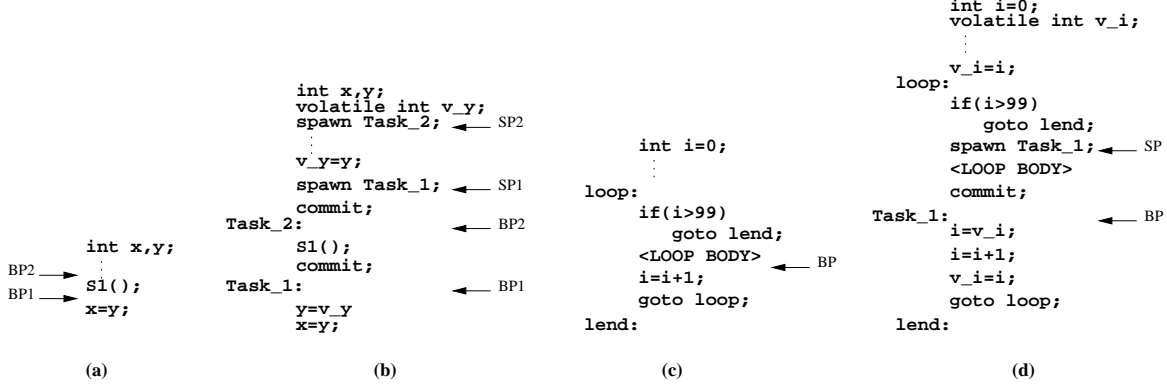 int x,y;
BP2
S1();
BP1
x=y;
(a)
int x,y;
volatile int v_y;
spawn Task_2;
SP2
v_y=y;
spawn Task_1;
SP1
commit;
Task_2:
BP2
S1();
commit;
Task_1:
BP1
y=v_y
x=y;
(b)
int i=0;
loop:
if(i>99)
goto lend;
<LOOP BODY>
BP
i=i+1;
goto loop;
lend:
(c)
int i=0;
volatile int v_i;
v_i=i;
loop:
if(i>99)
goto lend;
spawn Task_1;
SP
<LOOP BODY>
commit;
Task_1:
BP
i=v_i;
i=i+1;
v_i=i;
goto loop;
lend:
(d)